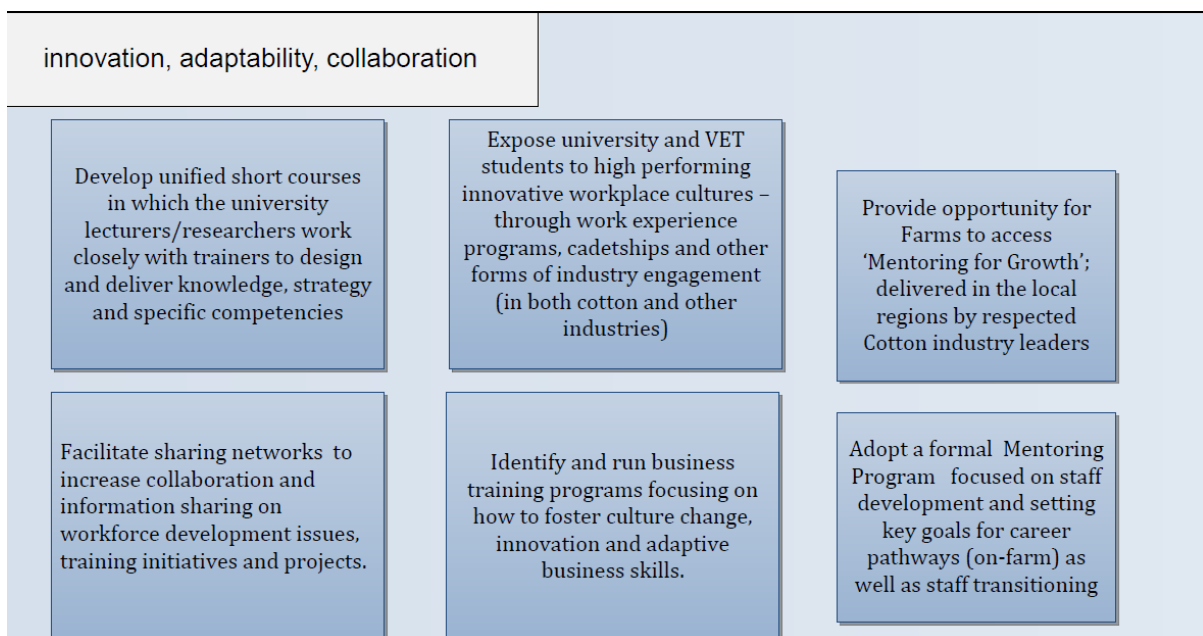 innovation, adaptability, collaboration
Develop unified short courses
in which the university
lecturers/researchers work
closely with trainers to design
and deliver knowledge, strategy
and specific competencies
Expose university and VET
students to high performing
innovative workplace cultures –
through work experience
programs, cadetships and other
forms of industry engagement
(in both cotton and other
industries)
Provide opportunity for
Farms to access
‘Mentoring for Growth’;
delivered in the local
regions by respected
Cotton industry leaders
Facilitate sharing networks to
increase collaboration and
information sharing on
workforce development issues,
training initiatives and projects.
Identify and run business
training programs focusing on
how to foster culture change,
innovation and adaptive
business skills.
Adopt a formal Mentoring
Program focused on staff
development and setting
key goals for career
pathways (on-farm) as
well as staff transitioning